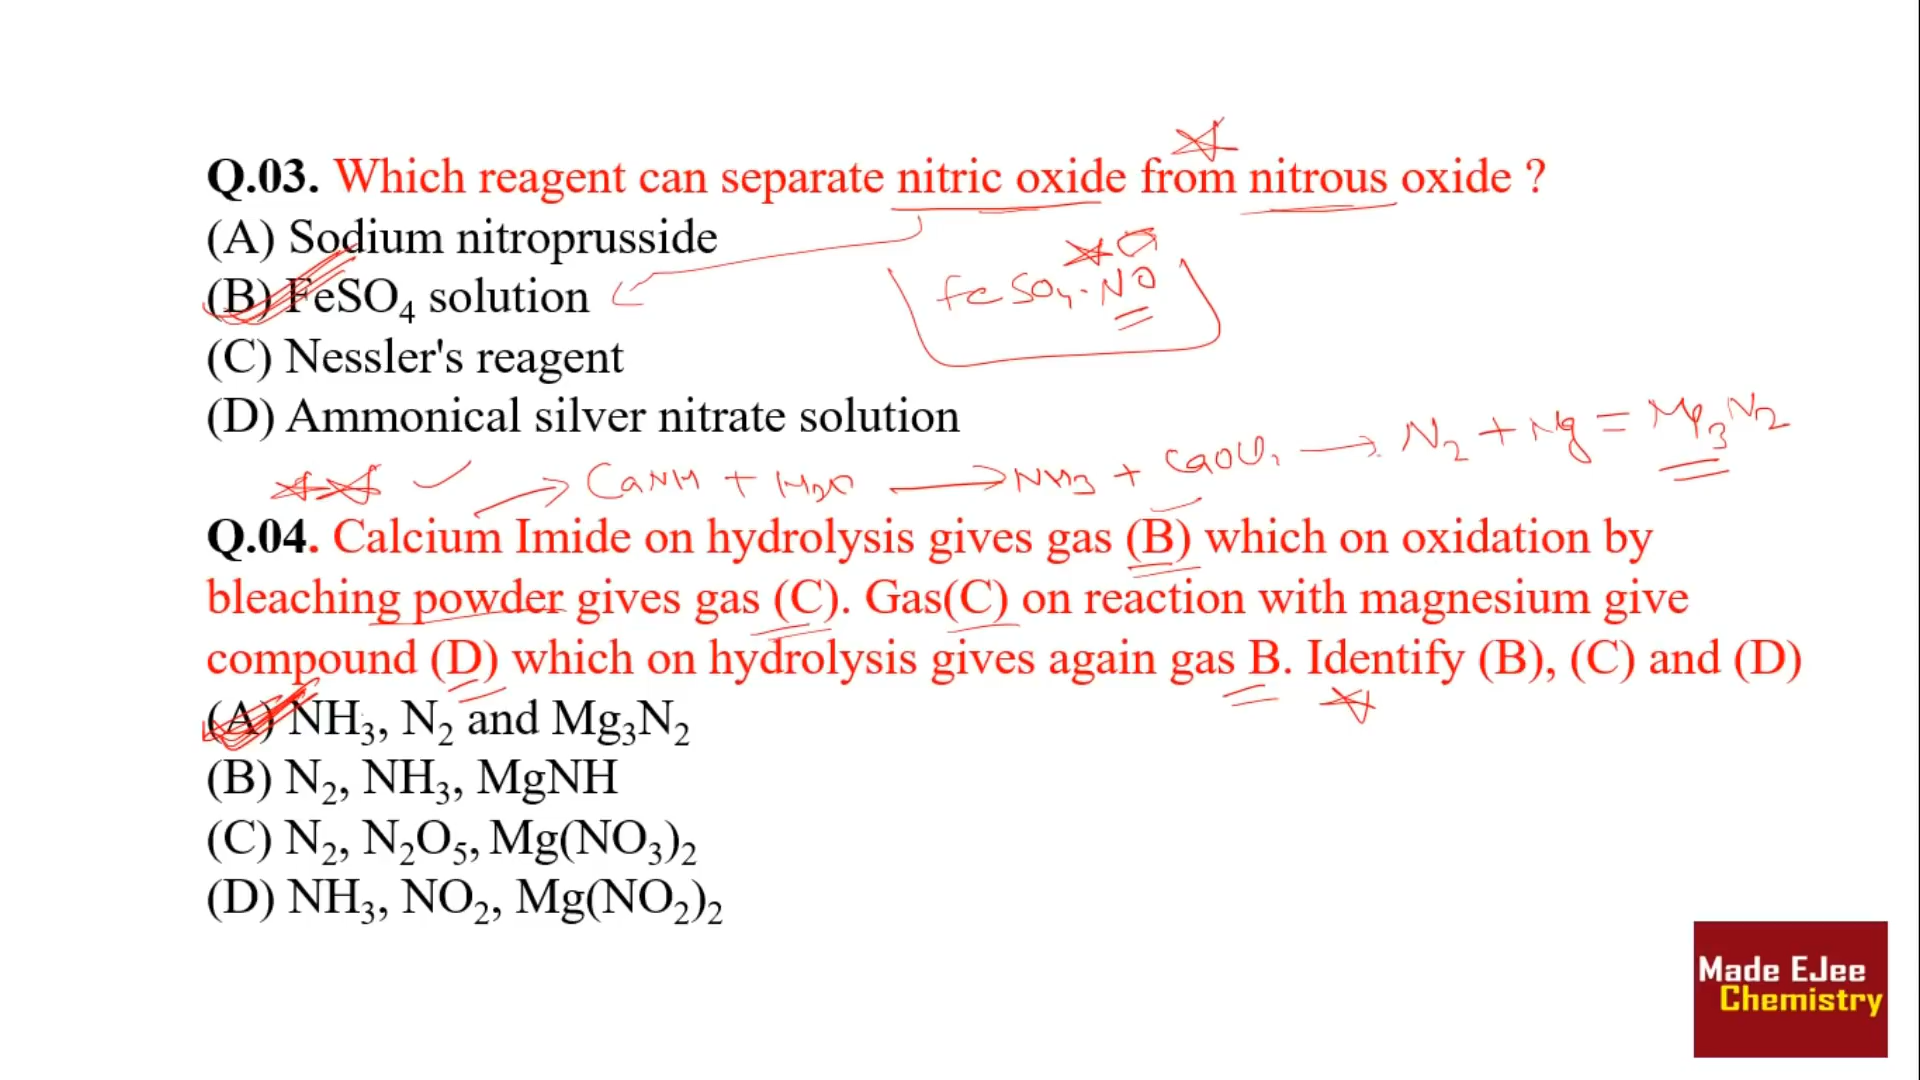 Q.03. Which reagent can separate nitric oxide from nitrous oxide ?
(A) Sodium nitroprusside
(B) FeSO₄ solution
FeSO₄.NO
(C) Nessler's reagent
(D) Ammonical silver nitrate solution
CaNH + H₂O → NH₃ + CaOCl₂ → N₂ + Mg = Mg₃N₂
Q.04. Calcium Imide on hydrolysis gives gas (B) which on oxidation by
bleaching powder gives gas (C). Gas(C) on reaction with magnesium give
compound (D) which on hydrolysis gives again gas B. Identify (B), (C) and (D)
(A) NH₃, N₂ and Mg₃N₂
(B) N₂, NH₃, MgNH
(C) N₂, N₂O₅, Mg(NO₃)₂
(D) NH₃, NO₂, Mg(NO₂)₂
Made EJee
Chemistry